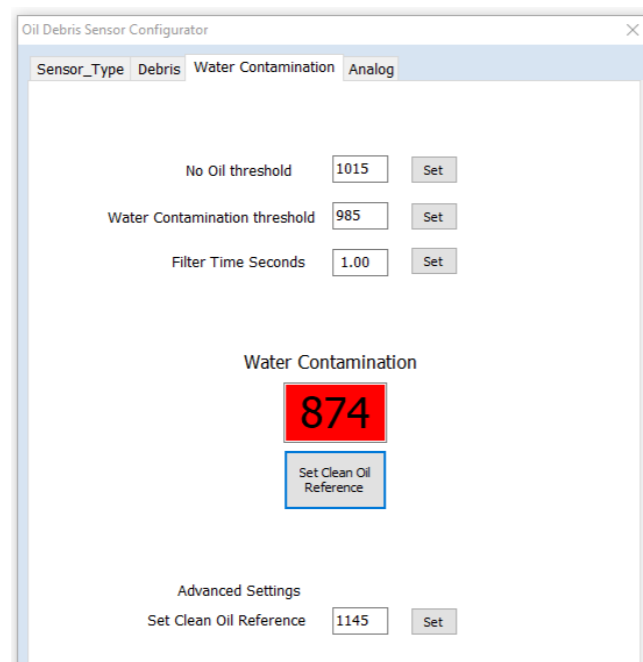 Oil Debris Sensor Configurator
Sensor_Type Debris Water Contamination Analog
No Oil threshold 1015 Set
Water Contamination threshold 985 Set
Filter Time Seconds 1.00 Set
Water Contamination
874
Set Clean Oil
Reference
Advanced Settings
Set Clean Oil Reference 1145 Set